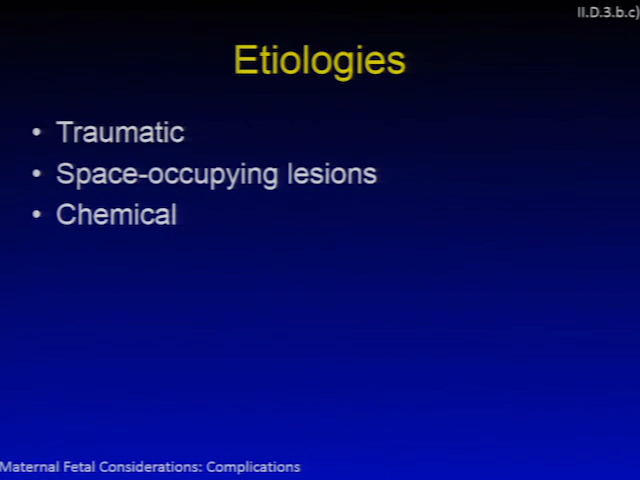 II.D.3.b.c)
Etiologies
• Traumatic
• Space-occupying lesions
• Chemical
Maternal Fetal Considerations: Complications